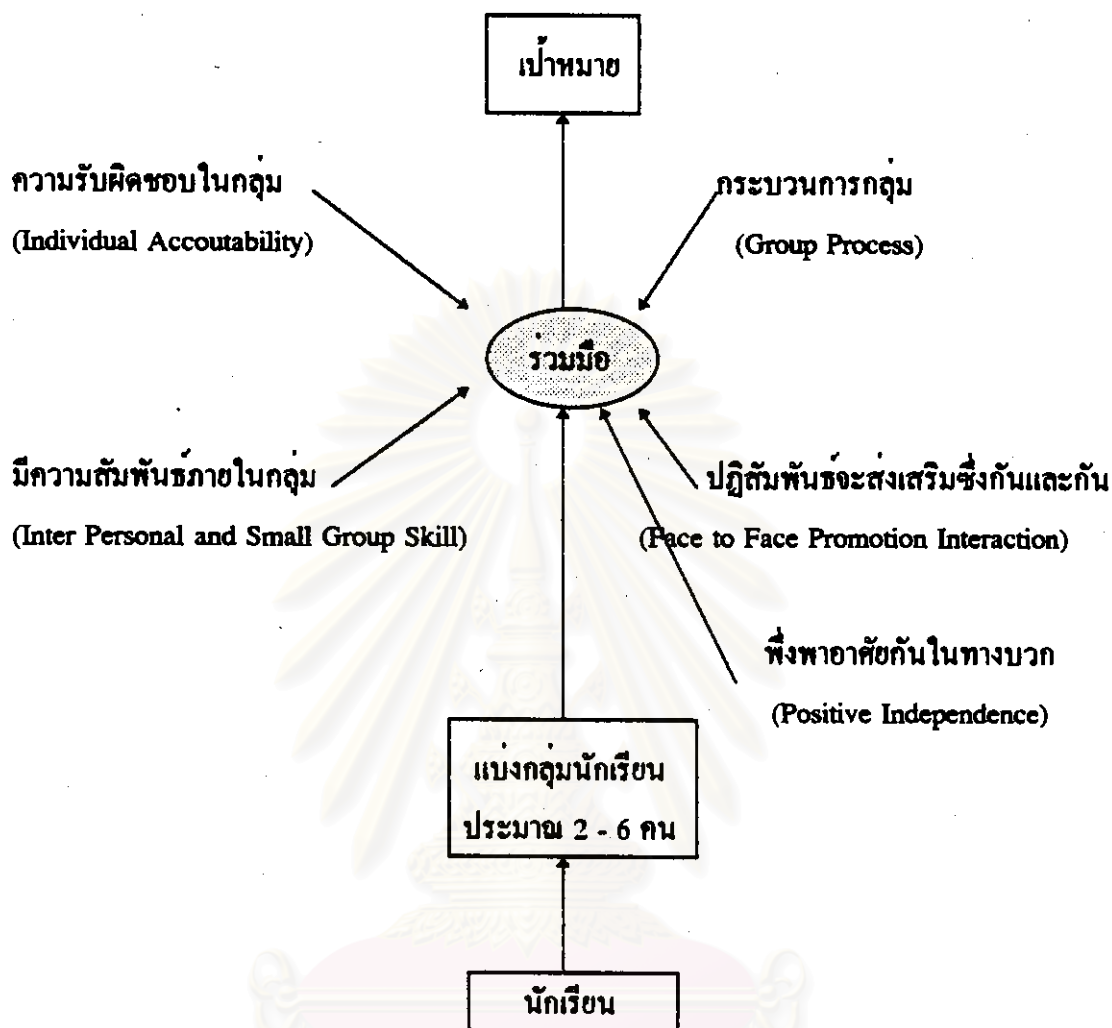 เป้าหมาย
ความรับผิดชอบในกลุ่ม
(Individual Accoutability)
กระบวนการกลุ่ม
(Group Process)
ร่วมมือ
มีความสัมพันธ์ภายในกลุ่ม
(Inter Personal and Small Group Skill)
ปฏิสัมพันธ์จะส่งเสริมซึ่งกันและกัน
(Face to Face Promotion Interaction)
พึ่งพาอาศัยกันในทางบวก
(Positive Independence)
แบ่งกลุ่มนักเรียน
ประมาณ 2 - 6 คน
นักเรียน